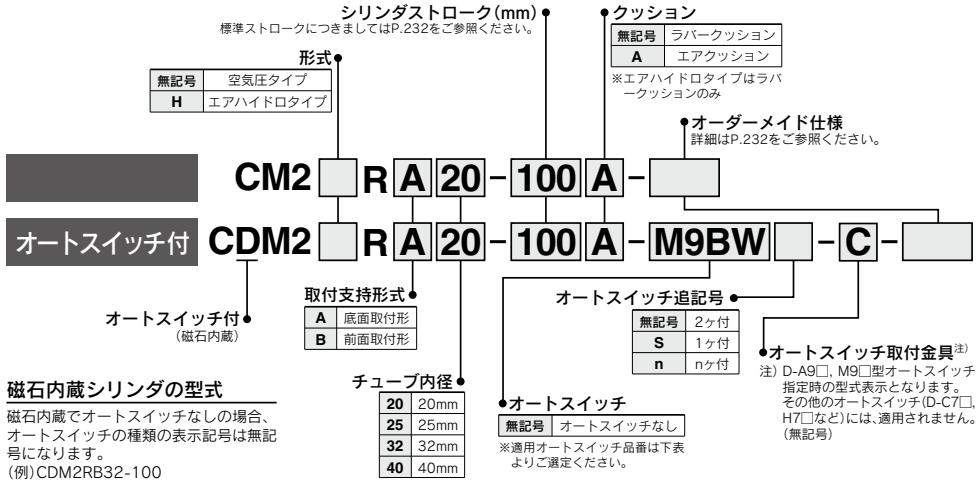 シリンダストローク(mm)
標準ストロークにつきましてはP.232をご参照ください。
クッション
無記号 ラバークッション
A エアクッション
※エアハイドロタイプはラバ
ークッションのみ
形式
無記号 空気圧タイプ
H エアハイドロタイプ
オーダーメイド仕様
詳細はP.232をご参照ください。
CM2 □ R A 20 - 100 A - □
オートスイッチ付 CDM2 □ R A 20 - 100 A - M9BW □ - C - □
オートスイッチ付
(磁石内蔵)
取付支持形式
A 底面取付形
B 前面取付形
オートスイッチ追記号
無記号 2ヶ付
S 1ヶ付
n nヶ付
オートスイッチ取付金具注)
注) D-A9□, M9□型オートスイッチ
指定時の型式表示となります。
その他のオートスイッチ(D-C7□,
H7□など)には、適用されません。
(無記号)
磁石内蔵シリンダの型式
磁石内蔵でオートスイッチなしの場合、
オートスイッチの種類の表示記号は無記
号になります。
(例)CDM2RB32-100
チューブ内径
20 20mm
25 25mm
32 32mm
40 40mm
オートスイッチ
無記号 オートスイッチなし
※適用オートスイッチ品番は下表
よりご選定ください。